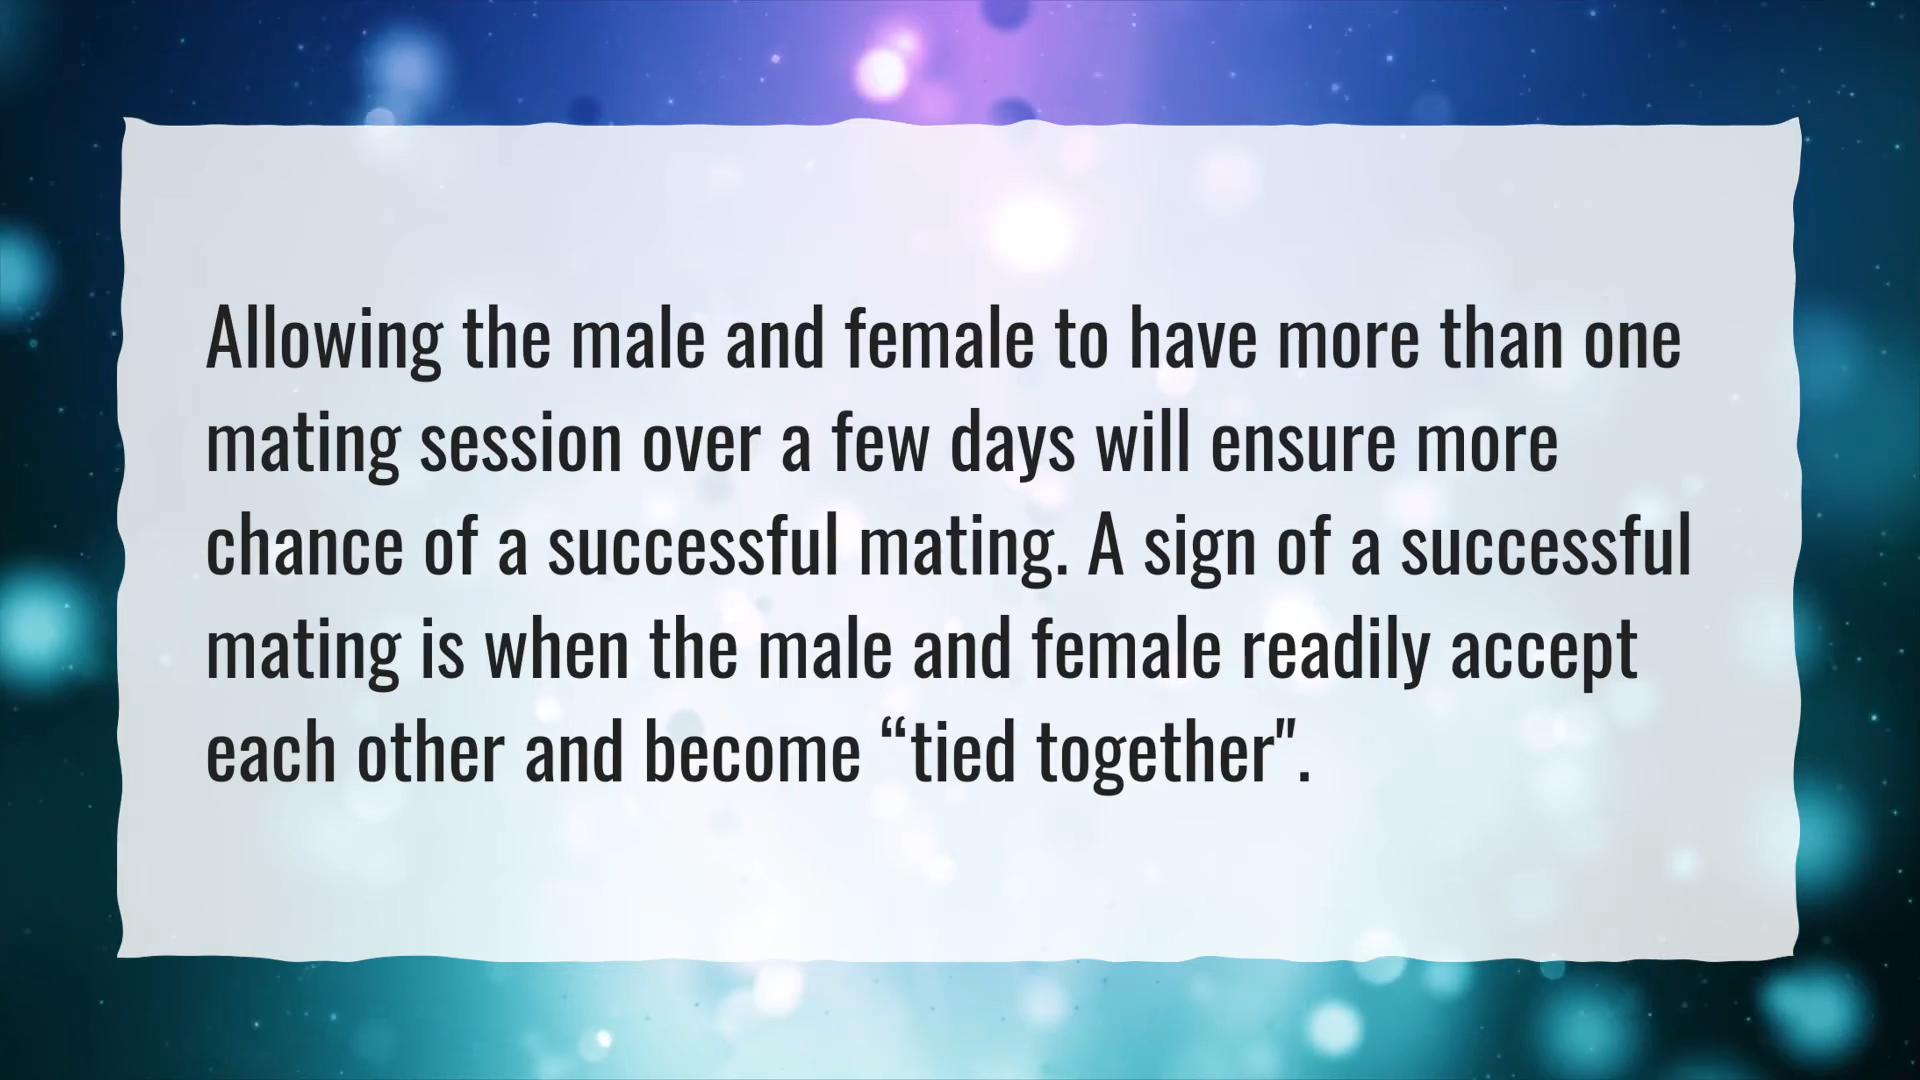 Allowing the male and female to have more than one
mating session over a few days will ensure more
chance of a successful mating. A sign of a successful
mating is when the male and female readily accept
each other and become “tied together".